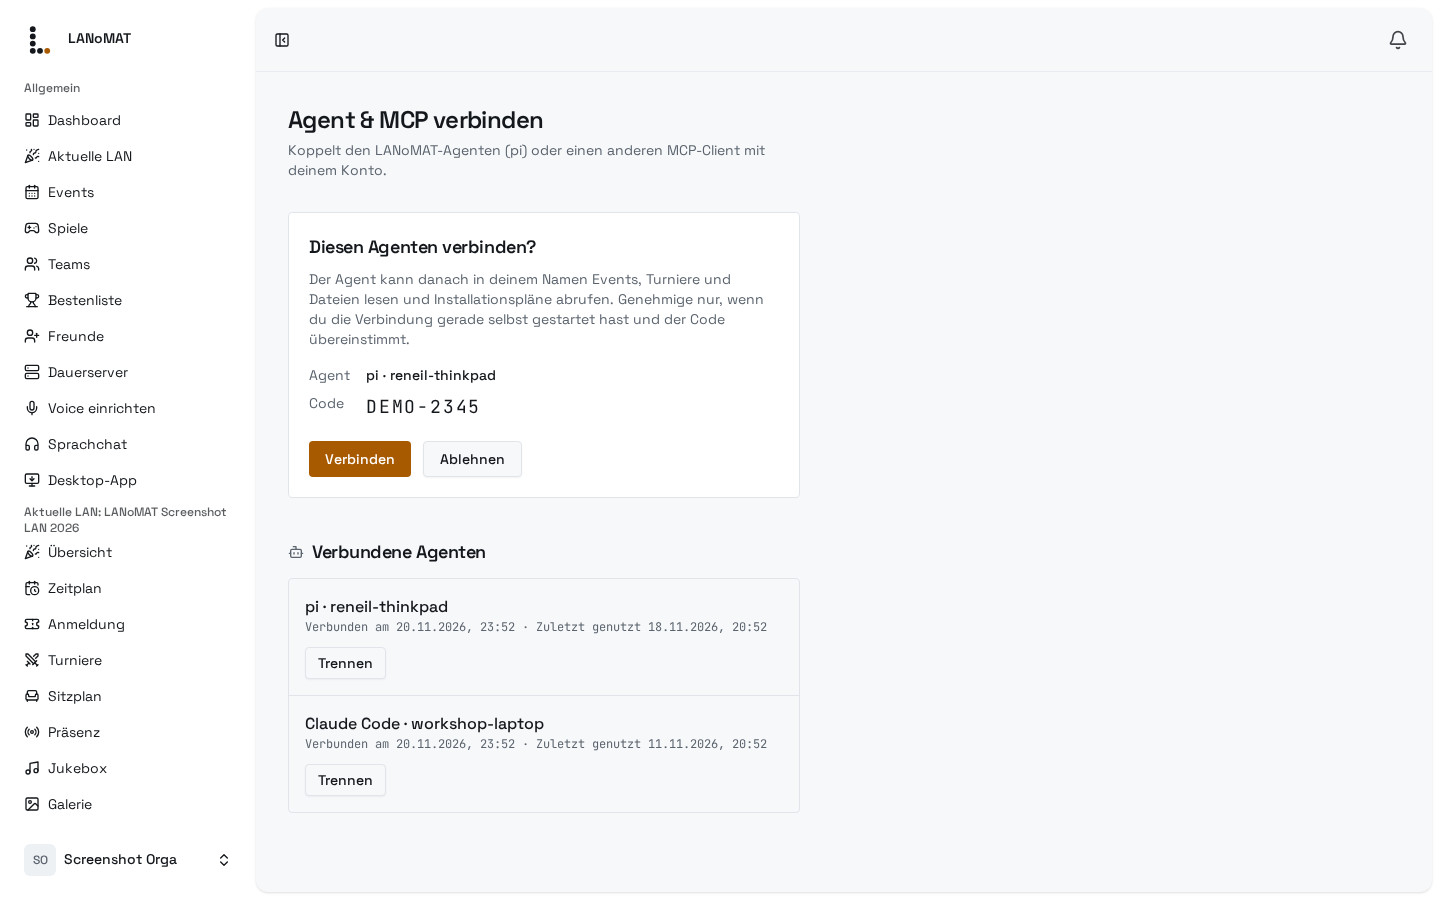 LANoMAT
Allgemein
Dashboard
Aktuelle LAN
Events
Spiele
Teams
Bestenliste
Freunde
Dauerserver
Voice einrichten
Sprachchat
Desktop-App
Aktuelle LAN: LANoMAT Screenshot
LAN 2026
Übersicht
Zeitplan
Anmeldung
Turniere
Sitzplan
Präsenz
Jukebox
Galerie
SO
Screenshot Orga
Agent & MCP verbinden
Koppelt den LANoMAT-Agenten (pi) oder einen anderen MCP-Client mit
deinem Konto.
Diesen Agenten verbinden?
Der Agent kann danach in deinem Namen Events, Turniere und
Dateien lesen und Installationspläne abrufen. Genehmige nur, wenn
du die Verbindung gerade selbst gestartet hast und der Code
übereinstimmt.
Agent pi · reneil-thinkpad
Code DEMO-2345
Verbinden Ablehnen
Verbundene Agenten
pi · reneil-thinkpad
Verbunden am 20.11.2026, 23:52 · Zuletzt genutzt 18.11.2026, 20:52
Trennen
Claude Code · workshop-laptop
Verbunden am 20.11.2026, 23:52 · Zuletzt genutzt 11.11.2026, 20:52
Trennen